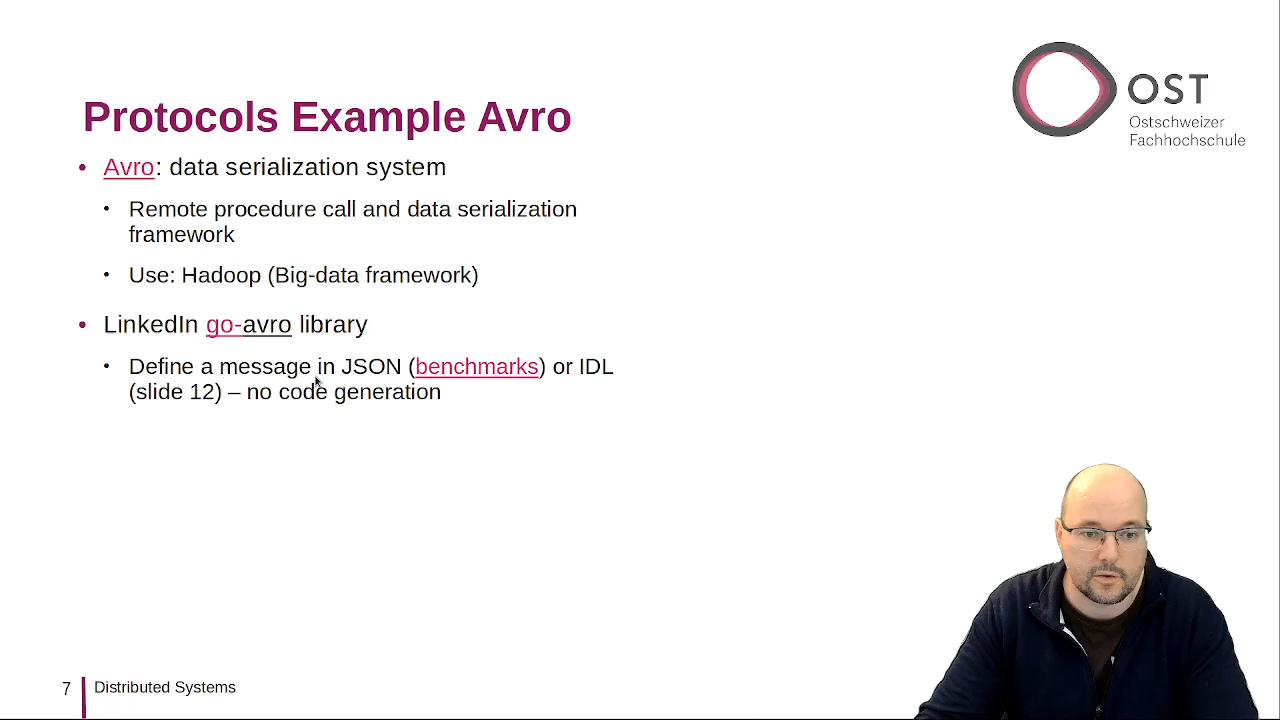 OST
Ostschweizer
Fachhochschule
Protocols Example Avro
• Avro: data serialization system
• Remote procedure call and data serialization
framework
• Use: Hadoop (Big-data framework)
• LinkedIn go-avro library
• Define a message in JSON (benchmarks) or IDL
(slide 12) – no code generation
7 Distributed Systems